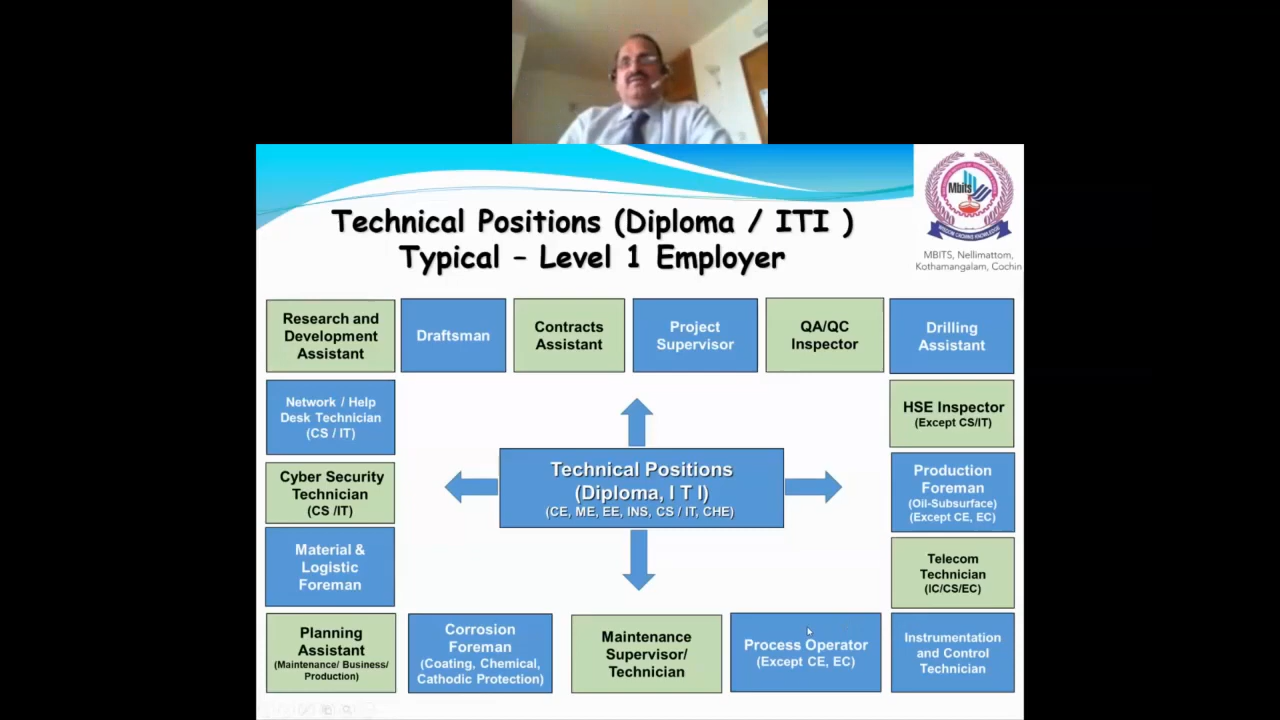 Technical Positions (Diploma / ITI )
Typical – Level 1 Employer
Mbits
MBITS, Nellimattom,
Kothamangalam, Cochin
Research and
Development
Assistant
Draftsman
Contracts
Assistant
Project
Supervisor
QA/QC
Inspector
Drilling
Assistant
Network / Help
Desk Technician
(CS / IT)
HSE Inspector
(Except CS/IT)
Cyber Security
Technician
(CS /IT)
Technical Positions
(Diploma, I T I)
(CE, ME, EE, INS, CS / IT, CHE)
Production
Foreman
(Oil-Subsurface)
(Except CE, EC)
Material &
Logistic
Foreman
Telecom
Technician
(IC/CS/EC)
Planning
Assistant
(Maintenance/ Business/
Production)
Corrosion
Foreman
(Coating, Chemical,
Cathodic Protection)
Maintenance
Supervisor/
Technician
Process Operator
(Except CE, EC)
Instrumentation
and Control
Technician